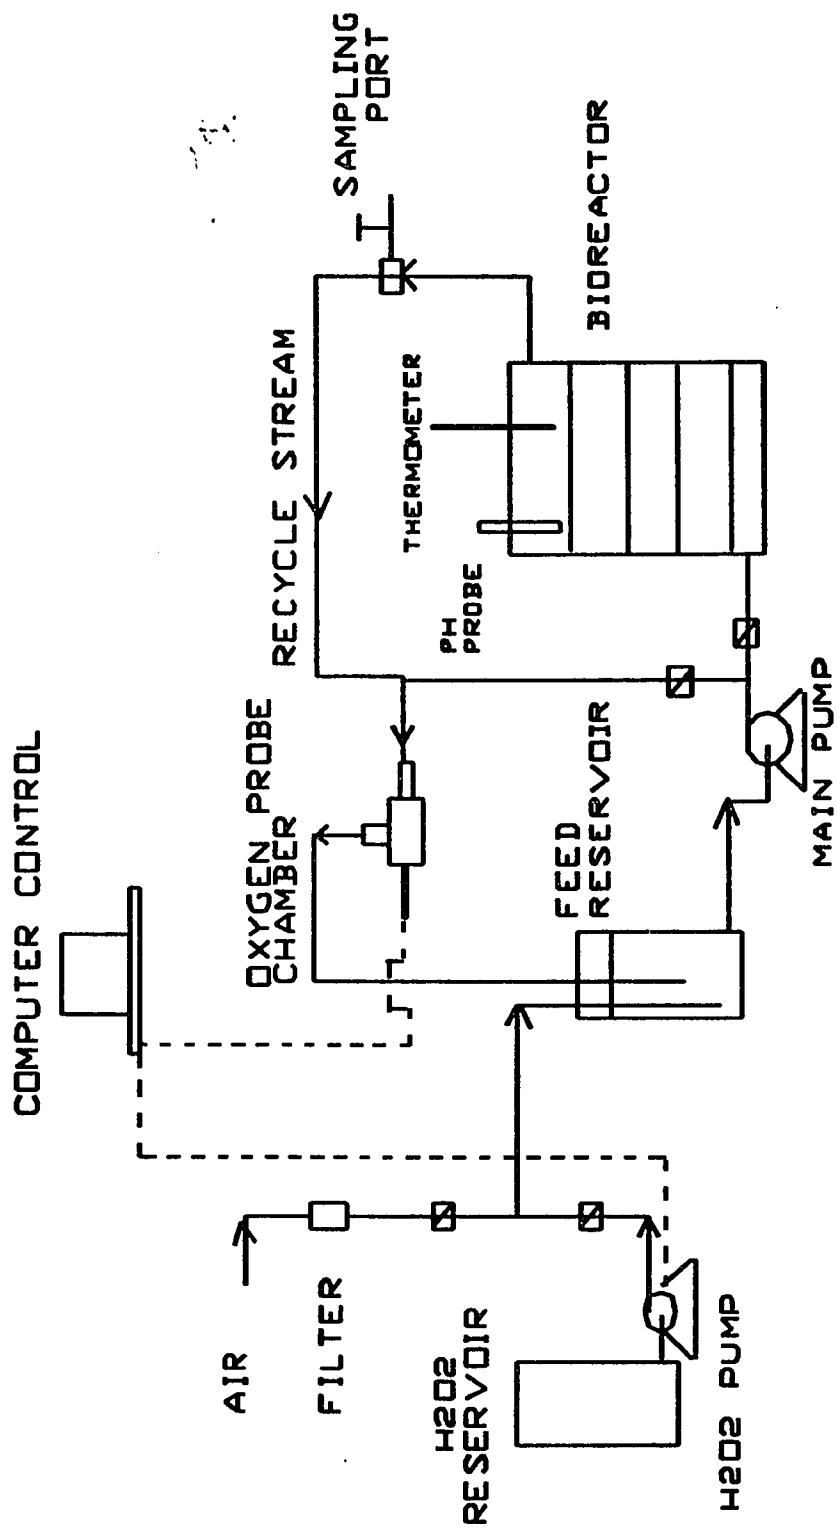 COMPUTER CONTROL
AIR
FILTER
H2O2
RESERVOIR
H2O2 PUMP
OXYGEN PROBE
CHAMBER
FEED
RESERVOIR
MAIN PUMP
RECYCLE STREAM
PH
PROBE
THERMOMETER
SAMPLING
PORT
BIOREACTOR